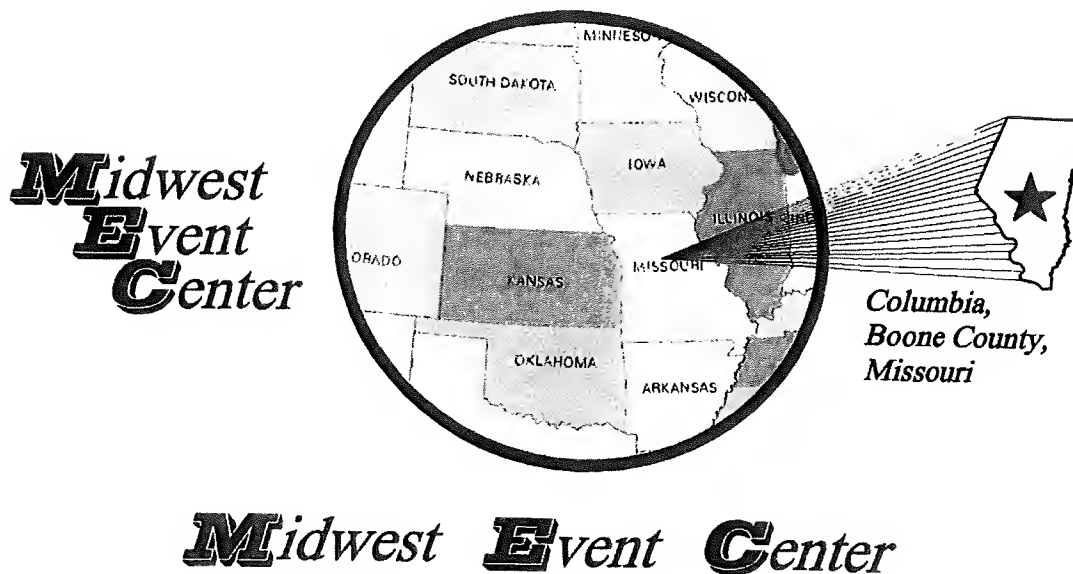 Midwest
Event
Center
MINNESO
SOUTH DAKOTA
WISCONS
IOWA
NEBRASKA
ILLINOIS
ORADO
KANSAS
MISSOURI
OKLAHOMA
ARKANSAS
Columbia,
Boone County,
Missouri
Midwest Event Center